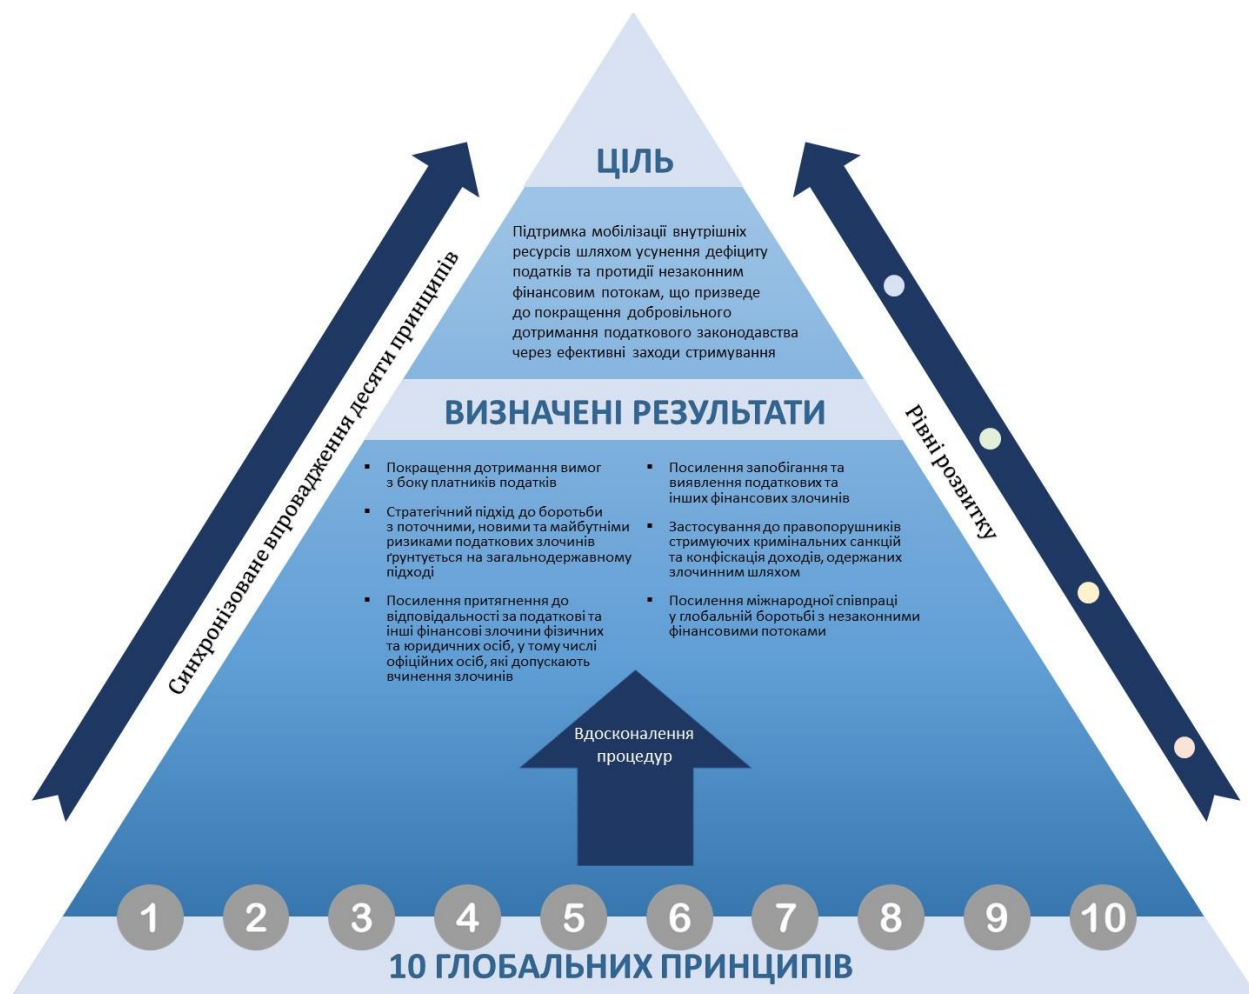 ЦІЛЬ
Підтримка мобілізації внутрішніх
ресурсів шляхом усунення дефіциту
податків та протидії незаконним
фінансовим потокам, що призведе
до покращення добровільного
дотримання податкового законодавства
через ефективні заходи стримування
Синхронізоване впровадження десяти принципів
Рівні розвитку
ВИЗНАЧЕНІ РЕЗУЛЬТАТИ
▪ Покращення дотримання вимог
з боку платників податків
▪ Стратегічний підхід до боротьби
з поточними, новими та майбутніми
ризиками податкових злочинів
ґрунтується на загальнодержавному
підході
▪ Посилення притягнення до
відповідальності за податкові та
інші фінансові злочини фізичних
та юридичних осіб, у тому числі
офіційних осіб, які допускають
вчинення злочинів
▪ Посилення запобігання та
виявлення податкових та
інших фінансових злочинів
▪ Застосування до правопорушників
стримуючих кримінальних санкцій
та конфіскація доходів, одержаних
злочинним шляхом
▪ Посилення міжнародної співпраці
у глобальній боротьбі з незаконними
фінансовими потоками
Вдосконалення
процедур
1 2 3 4 5 6 7 8 9 10
10 ГЛОБАЛЬНИХ ПРИНЦИПІВ